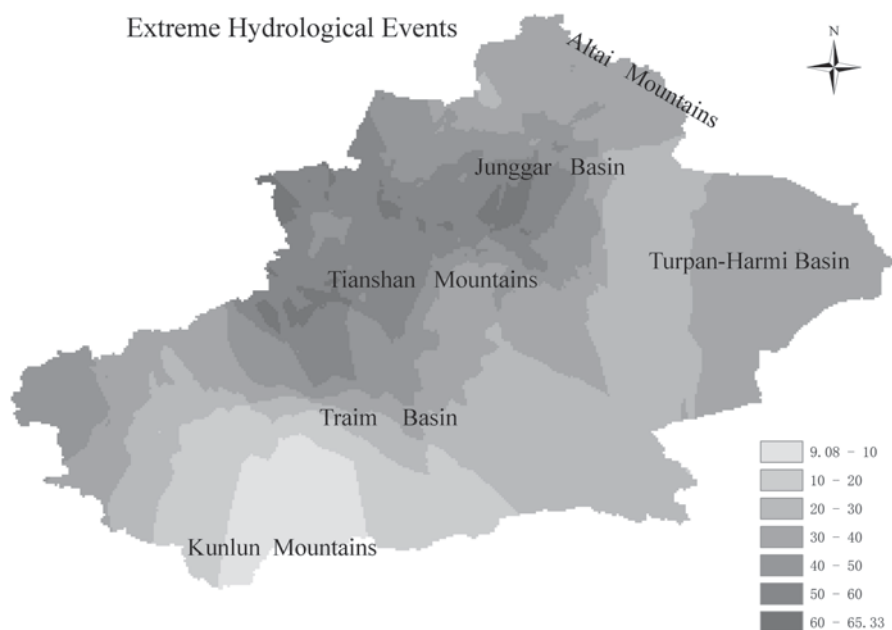 Extreme Hydrological Events
N
Altai Mountains
Junggar Basin
Turpan-Harmi Basin
Tianshan Mountains
Traim Basin
Kunlun Mountains
9.08 - 10
10 - 20
20 - 30
30 - 40
40 - 50
50 - 60
60 - 65.33